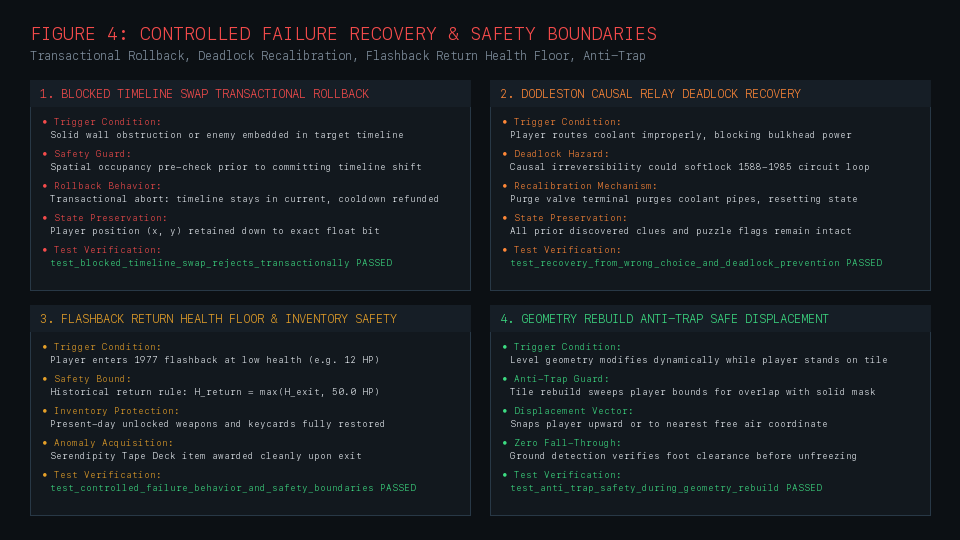 FIGURE 4: CONTROLLED FAILURE RECOVERY & SAFETY BOUNDARIES
Transactional Rollback, Deadlock Recalibration, Flashback Return Health Floor, Anti-Trap
1. BLOCKED TIMELINE SWAP TRANSACTIONAL ROLLBACK
• Trigger Condition:
Solid wall obstruction or enemy embedded in target timeline
• Safety Guard:
Spatial occupancy pre-check prior to committing timeline shift
• Rollback Behavior:
Transactional abort: timeline stays in current, cooldown refunded
• State Preservation:
Player position (x, y) retained down to exact float bit
• Test Verification:
test_blocked_timeline_swap_rejects_transactionally PASSED
2. DODLESTON CAUSAL RELAY DEADLOCK RECOVERY
• Trigger Condition:
Player routes coolant improperly, blocking bulkhead power
• Deadlock Hazard:
Causal irreversibility could softlock 1588-1985 circuit loop
• Recalibration Mechanism:
Purge valve terminal purges coolant pipes, resetting state
• State Preservation:
All prior discovered clues and puzzle flags remain intact
• Test Verification:
test_recovery_from_wrong_choice_and_deadlock_prevention PASSED
3. FLASHBACK RETURN HEALTH FLOOR & INVENTORY SAFETY
• Trigger Condition:
Player enters 1977 flashback at low health (e.g. 12 HP)
• Safety Bound:
Historical return rule: H_return = max(H_exit, 50.0 HP)
• Inventory Protection:
Present-day unlocked weapons and keycards fully restored
• Anomaly Acquisition:
Serendipity Tape Deck item awarded cleanly upon exit
• Test Verification:
test_controlled_failure_behavior_and_safety_boundaries PASSED
4. GEOMETRY REBUILD ANTI-TRAP SAFE DISPLACEMENT
• Trigger Condition:
Level geometry modifies dynamically while player stands on tile
• Anti-Trap Guard:
Tile rebuild sweeps player bounds for overlap with solid mask
• Displacement Vector:
Snaps player upward or to nearest free air coordinate
• Zero Fall-Through:
Ground detection verifies foot clearance before unfreezing
• Test Verification:
test_anti_trap_safety_during_geometry_rebuild PASSED